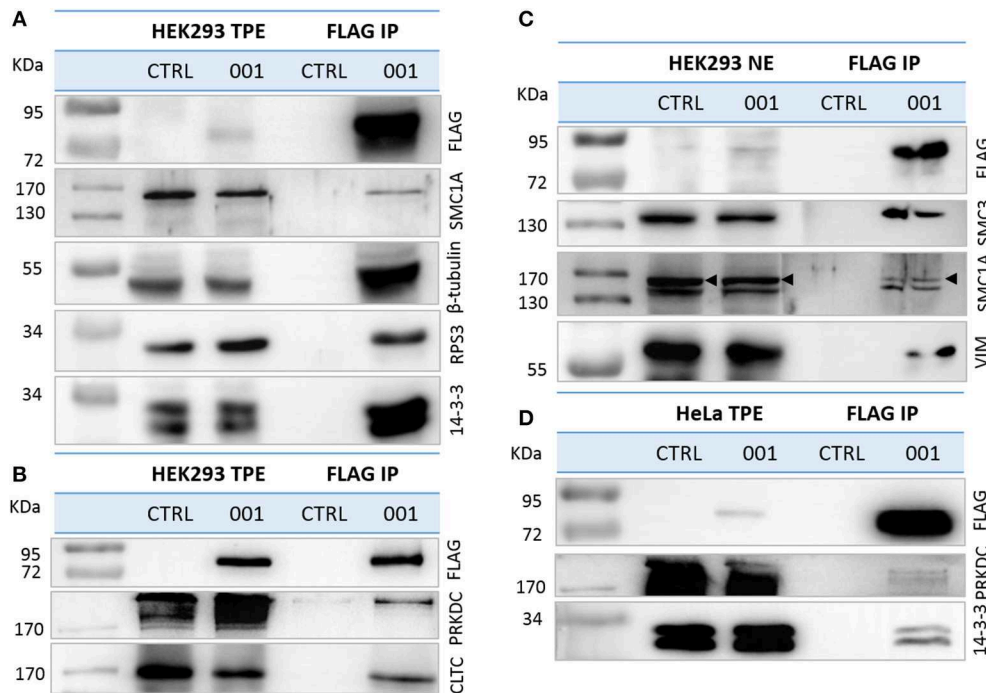 A
HEK293 TPE FLAG IP
KDa CTRL 001 CTRL 001
95
72
FLAG
170
130
SMC1A
55
β-tubulin
34
RPS3
34
14-3-3
B
HEK293 TPE FLAG IP
KDa CTRL 001 CTRL 001
95
72
FLAG
170
PRKDC
170
CLTC
C
HEK293 NE FLAG IP
KDa CTRL 001 CTRL 001
95
72
FLAG
130
SMC3
170
130
SMC1A
55
VIM
D
HeLa TPE FLAG IP
KDa CTRL 001 CTRL 001
95
72
FLAG
170
PRKDC
34
14-3-3